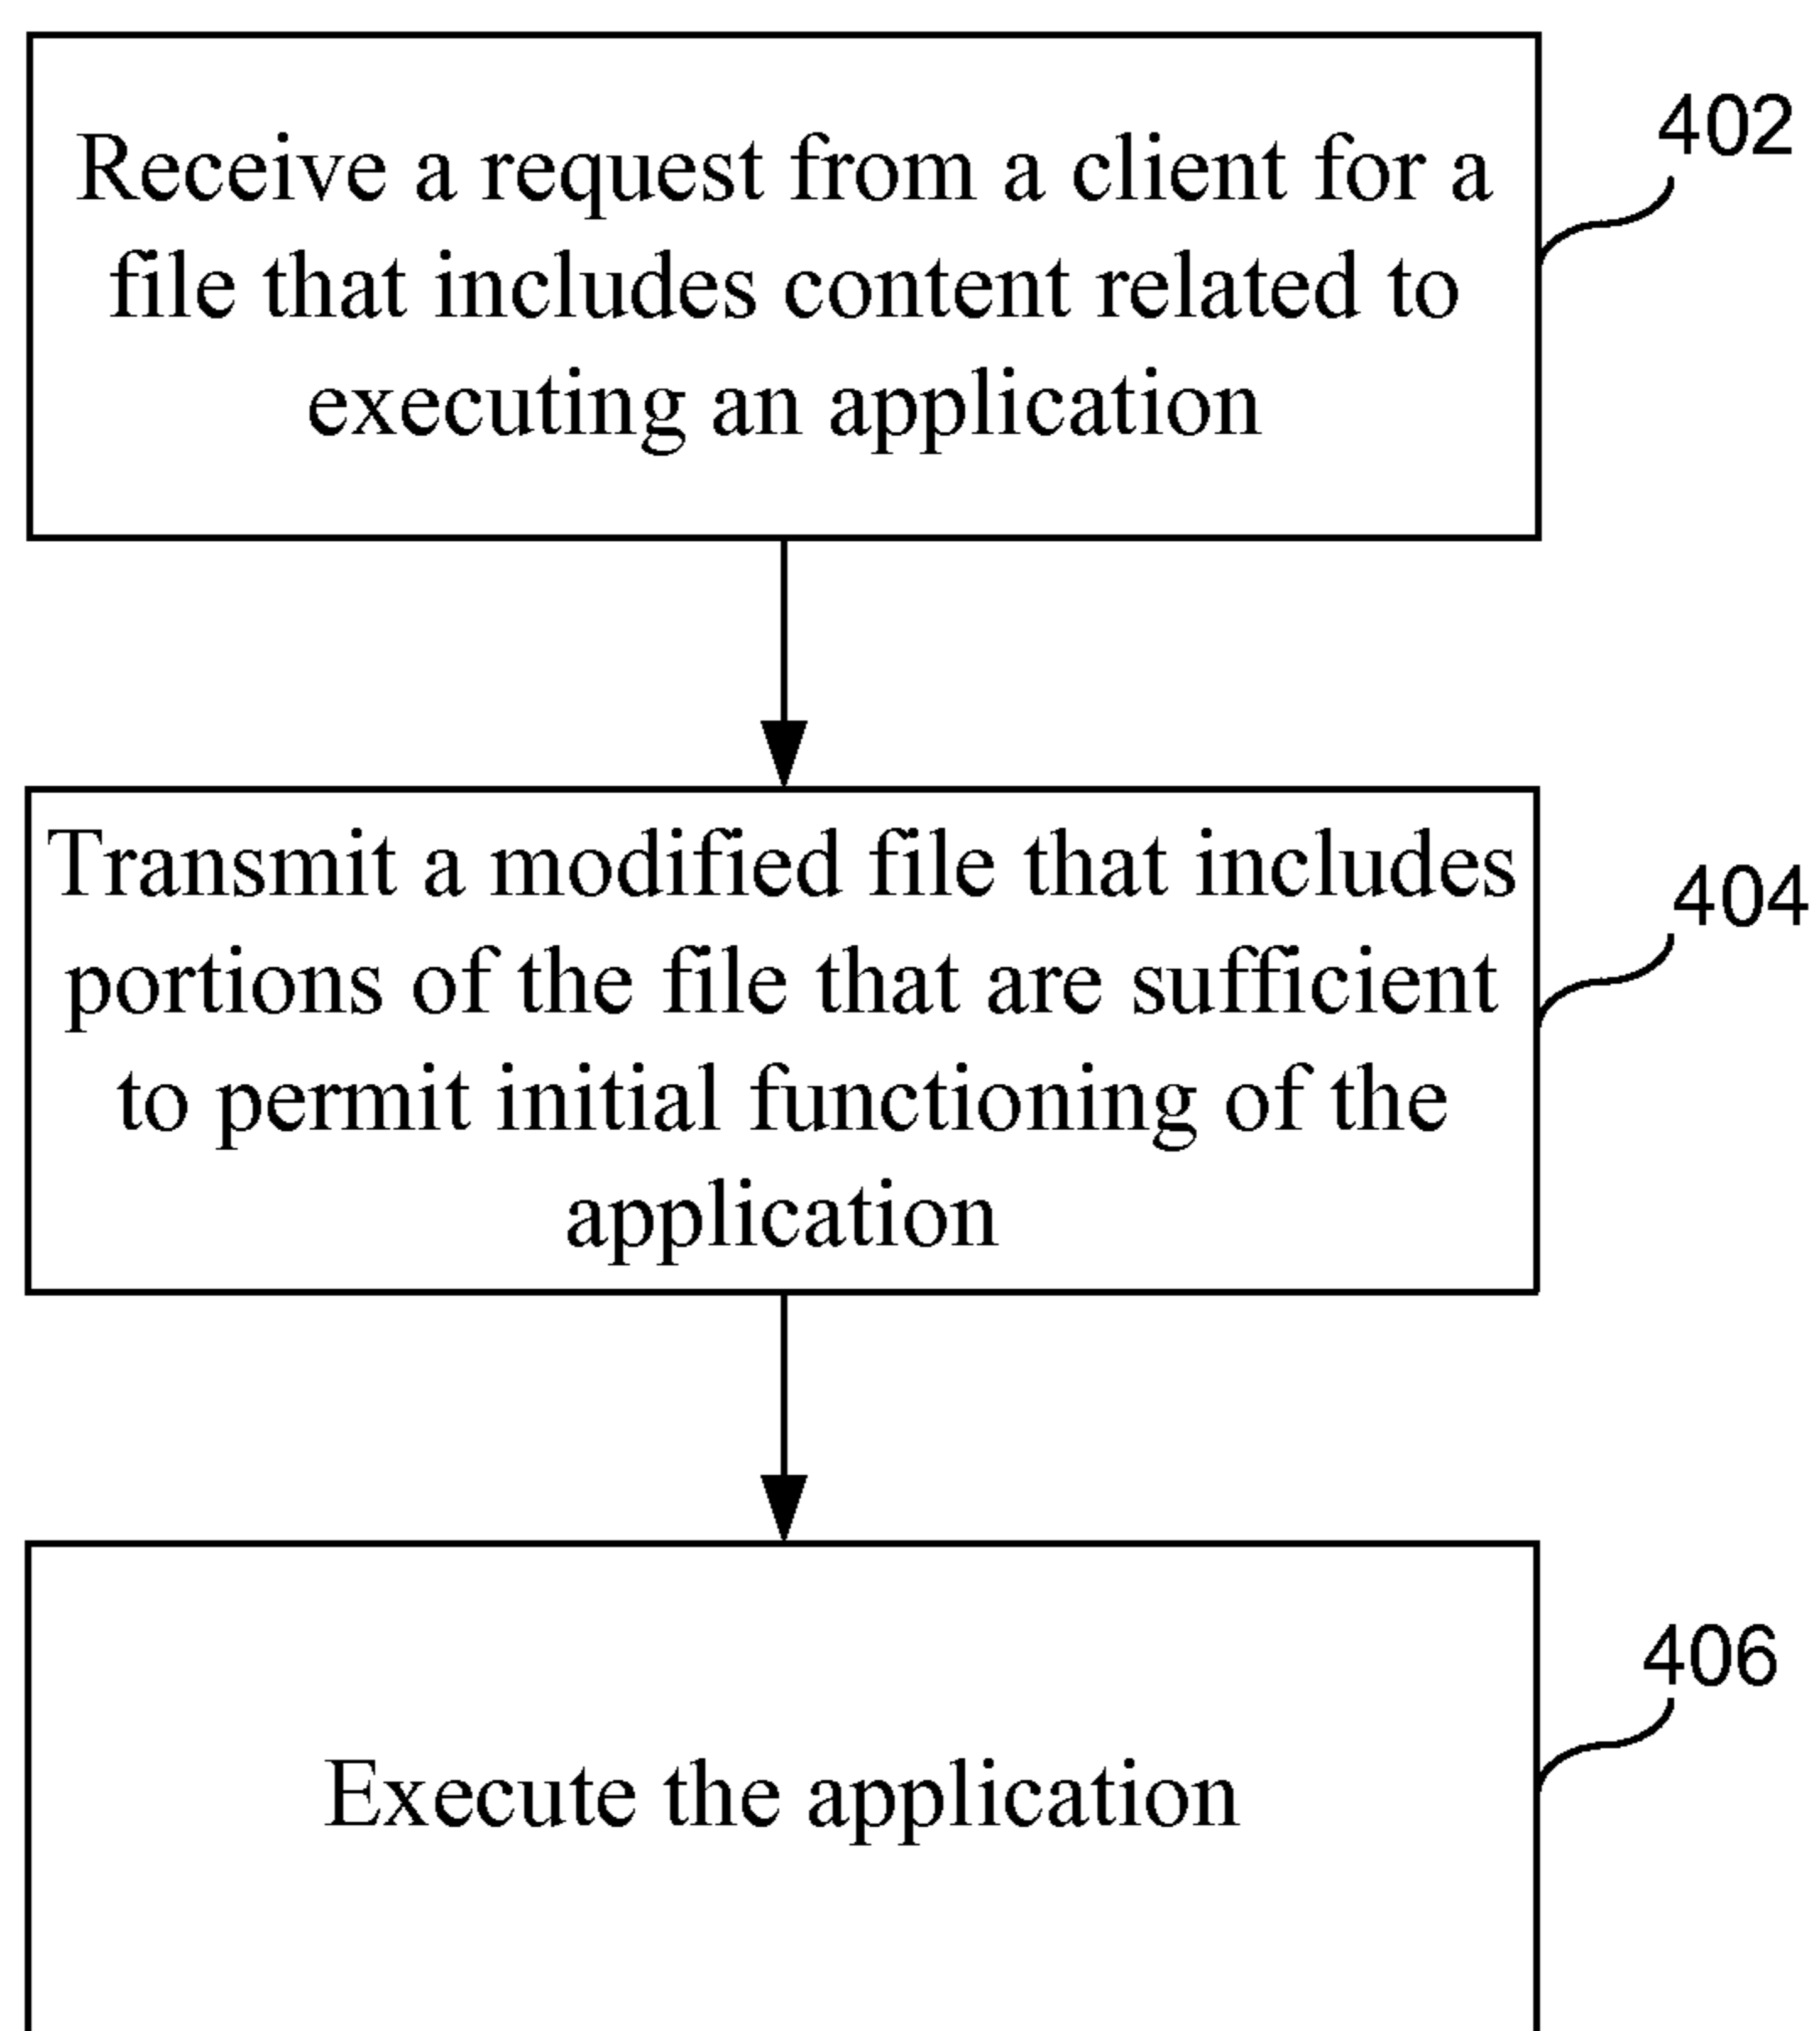 Receive a request from a client for a
file that includes content related to
executing an application
402
Transmit a modified file that includes
portions of the file that are sufficient
to permit initial functioning of the
application
404
Execute the application
406